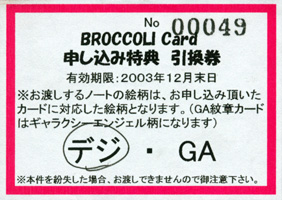 No 00049
BROCCOLI Card
申し込み特典 引換券
有効期限：2003年12月末日
※お渡しするノートの絵柄は、お申し込み頂いた
カードに対応した絵柄となります。（GA紋章カード
はギャラクシーエンジェル柄になります）
デジ ・ GA
※本件を紛失した場合、お渡しできませんので御注意下さい。